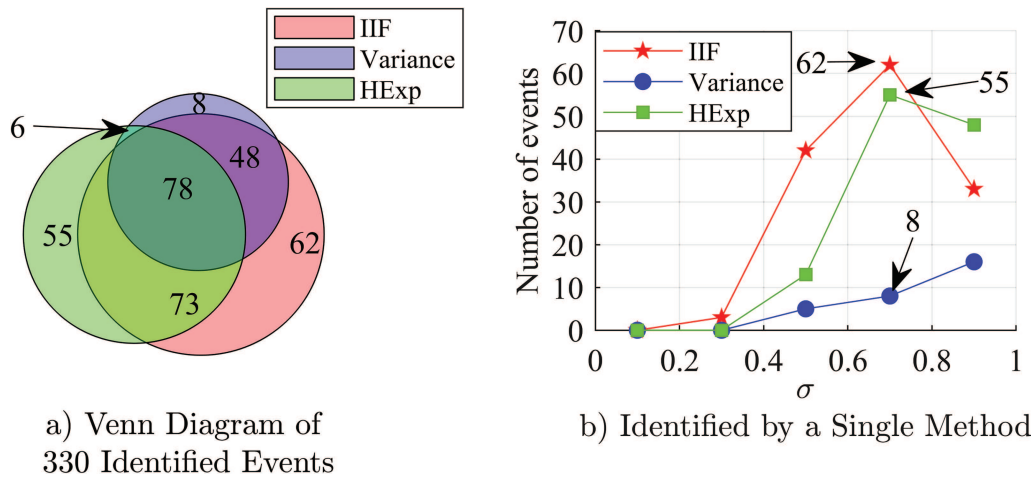 IIF
Variance
HExp
8
6
48
78
55
62
73
a) Venn Diagram of
330 Identified Events
Number of events
70
60
50
40
30
20
10
0
IIF
Variance
HExp
62
55
8
0
0.2
0.4
0.6
0.8
1
σ
b) Identified by a Single Method